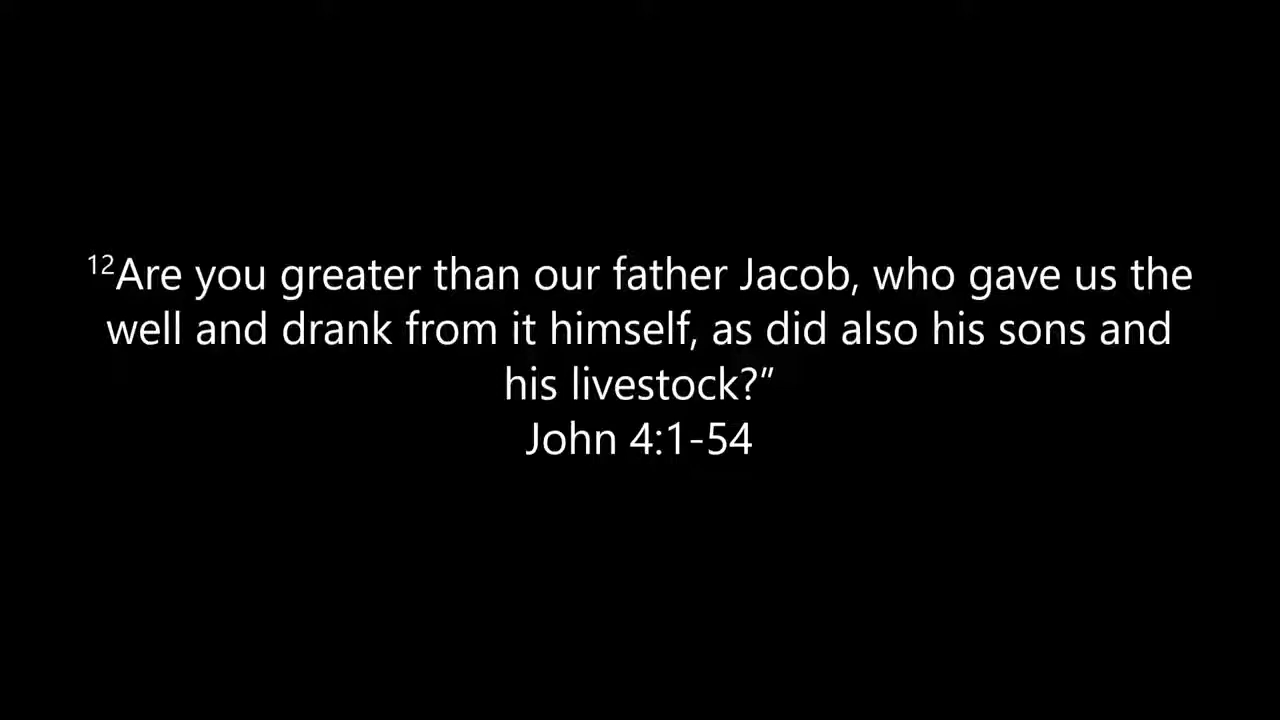 ¹²Are you greater than our father Jacob, who gave us the
well and drank from it himself, as did also his sons and
his livestock?”
John 4:1-54